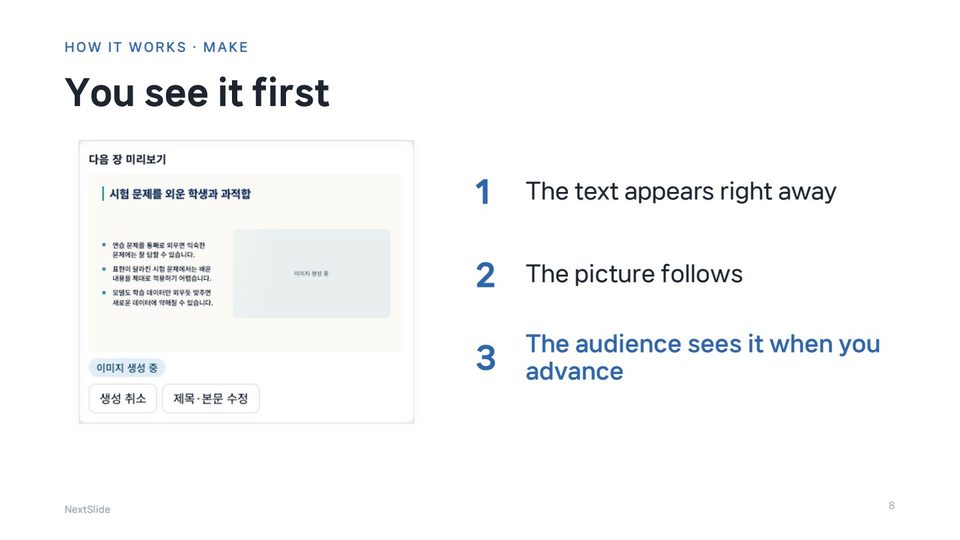 HOW IT WORKS · MAKE
You see it first
다음 장 미리보기
시험 문제를 외운 학생과 과적합
연습 문제를 통째로 외우면 익숙한
문제에는 잘 답할 수 있습니다.
표현이 달라진 시험 문제에서는 배운
내용을 제대로 적용하기 어렵습니다.
모델도 학습 데이터만 외우듯 맞추면
새로운 데이터에 약해질 수 있습니다.
이미지 생성 중
이미지 생성 중
생성 취소
제목·본문 수정
1 The text appears right away
2 The picture follows
3 The audience sees it when you
advance
NextSlide
8